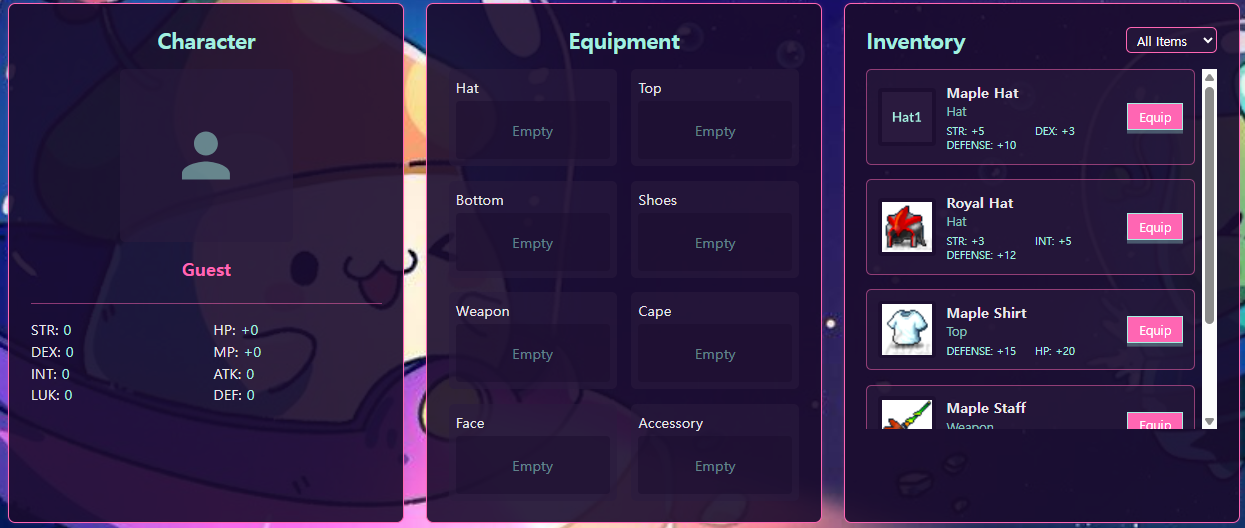 Character
Guest
STR: 0
HP: +0
DEX: 0
MP: +0
INT: 0
ATK: 0
LUK: 0
DEF: 0
Equipment
Hat
Empty
Top
Empty
Bottom
Empty
Shoes
Empty
Weapon
Empty
Cape
Empty
Face
Empty
Accessory
Empty
Inventory
All Items
Hat1
Maple Hat
Hat
STR: +5 DEX: +3
DEFENSE: +10
Equip
Royal Hat
Hat
STR: +3 INT: +5
DEFENSE: +12
Equip
Maple Shirt
Top
DEFENSE: +15 HP: +20
Equip
Maple Staff
Weapon
Equip